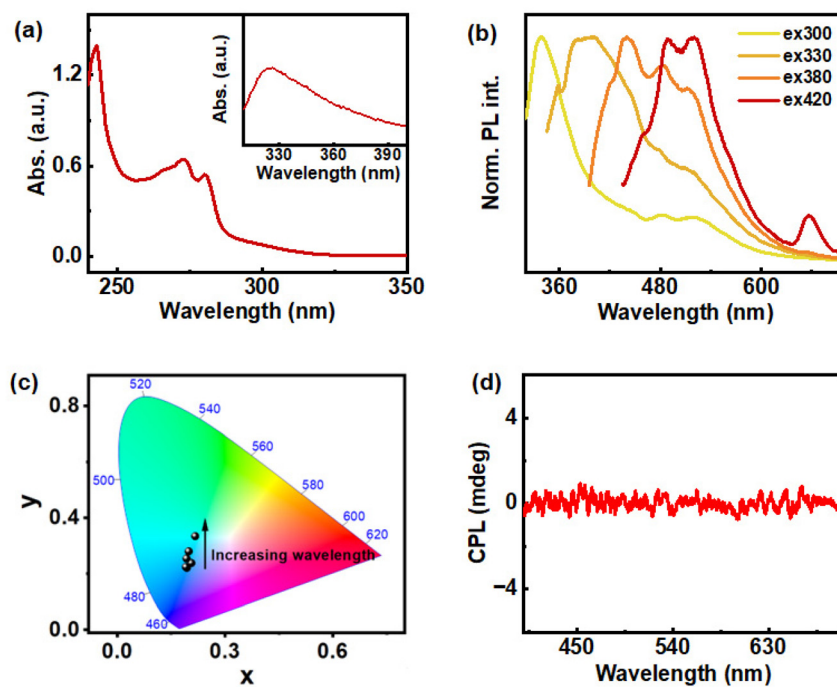 (a)
Abs. (a.u.)
1.2
0.6
0.0
250
300
350
Wavelength (nm)
Abs. (a.u.)
330
360
390
Wavelength (nm)
(b)
Norm. PL int.
ex300
ex330
ex380
ex420
360
480
600
Wavelength (nm)
(c)
y
0.8
0.4
0.0
0.0
0.3
0.6
x
520
540
560
580
600
620
500
480
460
Increasing wavelength
(d)
CPL (mdeg)
4
0
−4
450
540
630
Wavelength (nm)